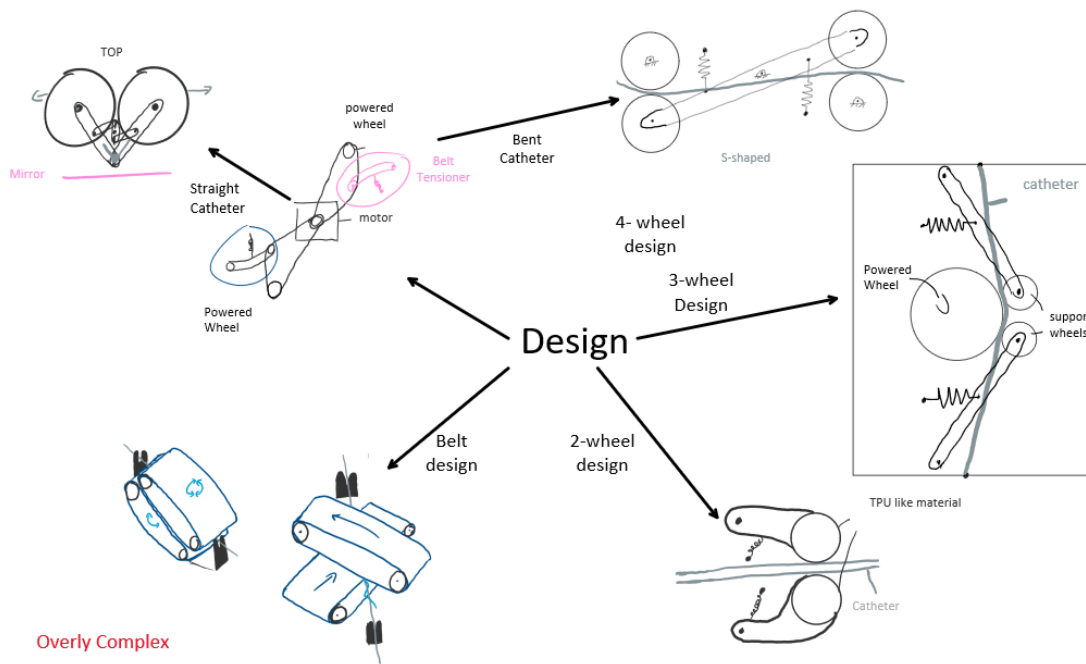 TOP
powered
wheel
Belt
Tensioner
Mirror
Straight
Catheter
motor
Powered
Wheel
Bent
Catheter
S-shaped
4- wheel
design
3-wheel
Design
catheter
Powered
Wheel
suppor
wheels
Design
Belt
design
2-wheel
design
TPU like material
Catheter
Overly Complex